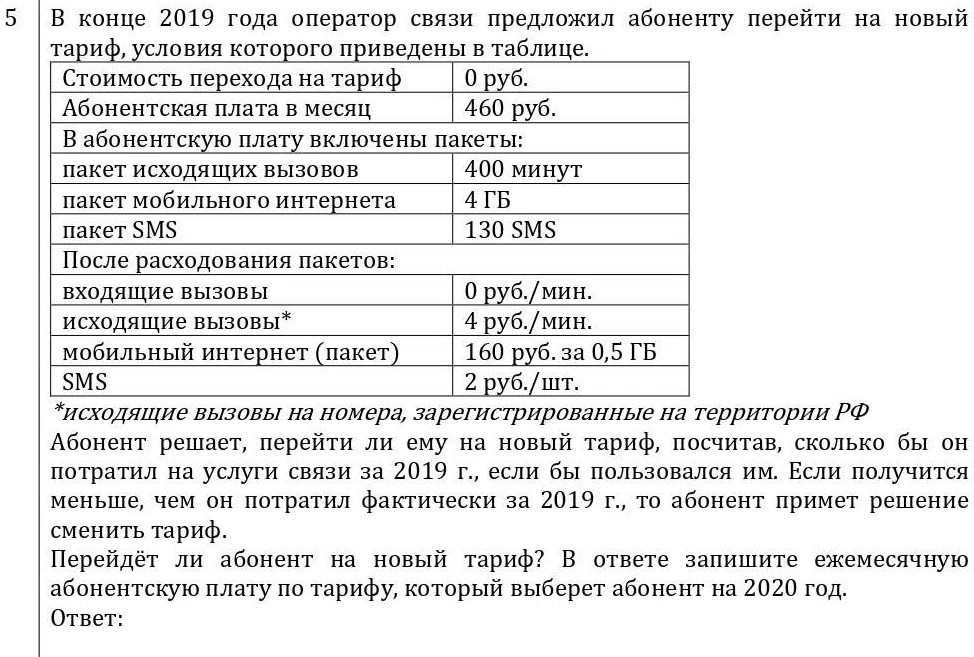 5
В конце 2019 года оператор связи предложил абоненту перейти на новый
тариф, условия которого приведены в таблице.
Стоимость перехода на тариф 0 руб.
Абонентская плата в месяц 460 руб.
В абонентскую плату включены пакеты:
пакет исходящих вызовов 400 минут
пакет мобильного интернета 4 ГБ
пакет SMS 130 SMS
После расходования пакетов:
входящие вызовы 0 руб./мин.
исходящие вызовы* 4 руб./мин.
мобильный интернет (пакет) 160 руб. за 0,5 ГБ
SMS 2 руб./шт.
*исходящие вызовы на номера, зарегистрированные на территории РФ
Абонент решает, перейти ли ему на новый тариф, посчитав, сколько бы он
потратил на услуги связи за 2019 г., если бы пользовался им. Если получится
меньше, чем он потратил фактически за 2019 г., то абонент примет решение
сменить тариф.
Перейдёт ли абонент на новый тариф? В ответе запишите ежемесячную
абонентскую плату по тарифу, который выберет абонент на 2020 год.
Ответ: